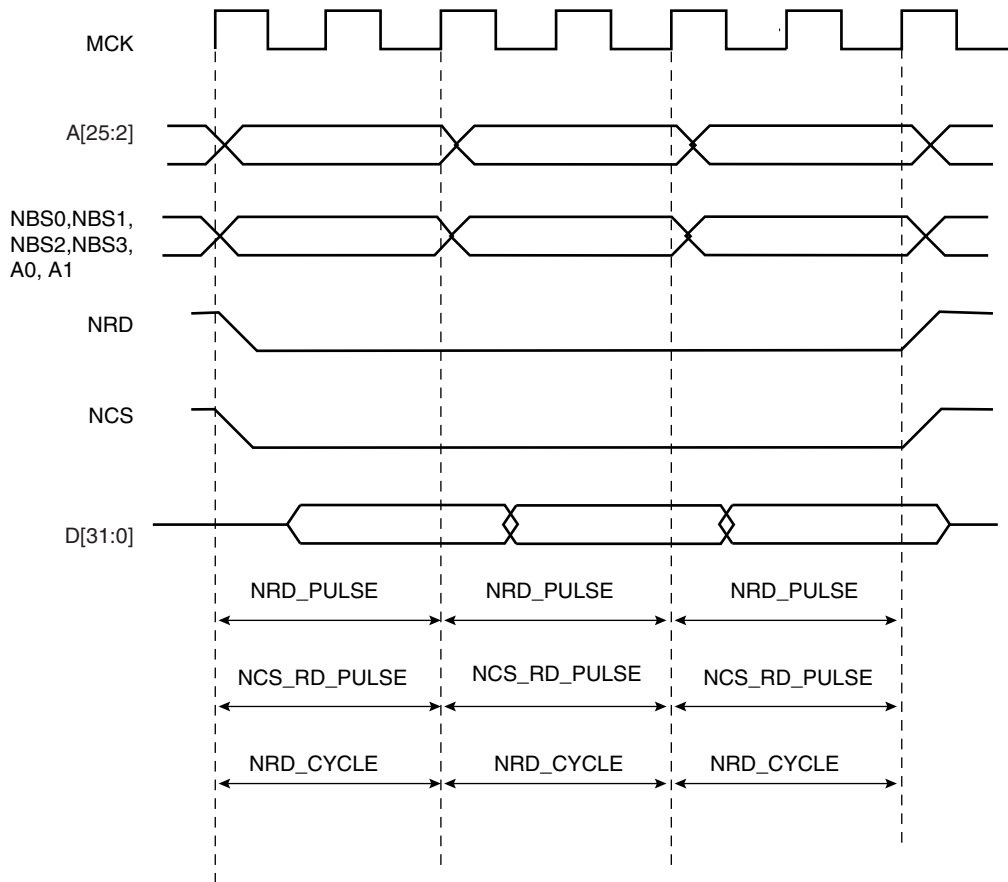 MCK
A[25:2]
NBS0,NBS1,
NBS2,NBS3,
A0, A1
NRD
NCS
D[31:0]
NRD_PULSE NRD_PULSE NRD_PULSE
NCS_RD_PULSE NCS_RD_PULSE NCS_RD_PULSE
NRD_CYCLE NRD_CYCLE NRD_CYCLE